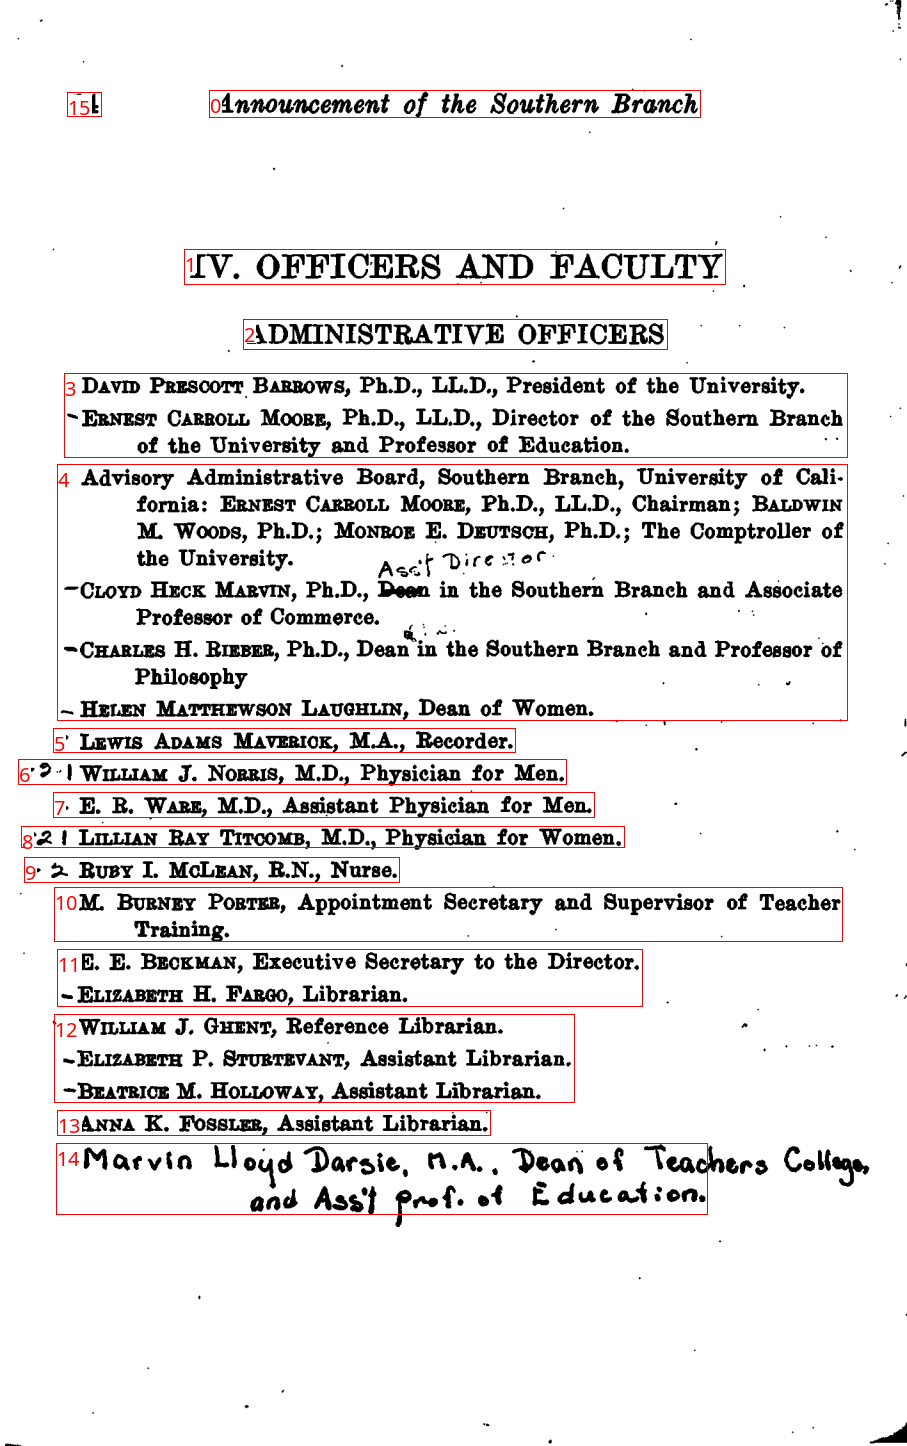 Announcement of the Southern Branch
IV. OFFICERS AND FACULTY
ADMINISTRATIVE OFFICERS
DAVID PRESCOTT BARROWS, Ph.D., LL.D., President of the University.
-ERNEST CARROLL MOORE, Ph.D., LL.D., Director of the Southern Branch
of the University and Professor of Education.
Advisory Administrative Board, Southern Branch, University of Cali-
fornia: ERNEST CARROLL MOORE, Ph.D., LL.D., Chairman; BALDWIN
M. WOODS, Ph.D.; MONROE E. DEUTSCH, Ph.D.; The Comptroller of
the University.
Ass't Director
-CLOYD HECK MARVIN, Ph.D., Dean in the Southern Branch and Associate
Professor of Commerce.
-CHARLES H. RIEBER, Ph.D., Dean in the Southern Branch and Professor of
Philosophy
- HELEN MATTHEWSON LAUGHLIN, Dean of Women.
LEWIS ADAMS MAVERICK, M.A., Recorder.
2 1 WILLIAM J. NORRIS, M.D., Physician for Men.
E. R. WARE, M.D., Assistant Physician for Men.
2 1 LILLIAN RAY TITCOMB, M.D., Physician for Women.
2 RUBY I. MCLEAN, R.N., Nurse.
M. BURNEY PORTER, Appointment Secretary and Supervisor of Teacher
Training.
E. E. BECKMAN, Executive Secretary to the Director.
-ELIZABETH H. FARGO, Librarian.
WILLIAM J. GHENT, Reference Librarian.
-ELIZABETH P. STURTEVANT, Assistant Librarian.
-BEATRICE M. HOLLOWAY, Assistant Librarian.
ANNA K. FOSSLER, Assistant Librarian.
Marvin Lloyd Darsie, M.A., Dean of Teachers College,
and Ass't prof. of Education.